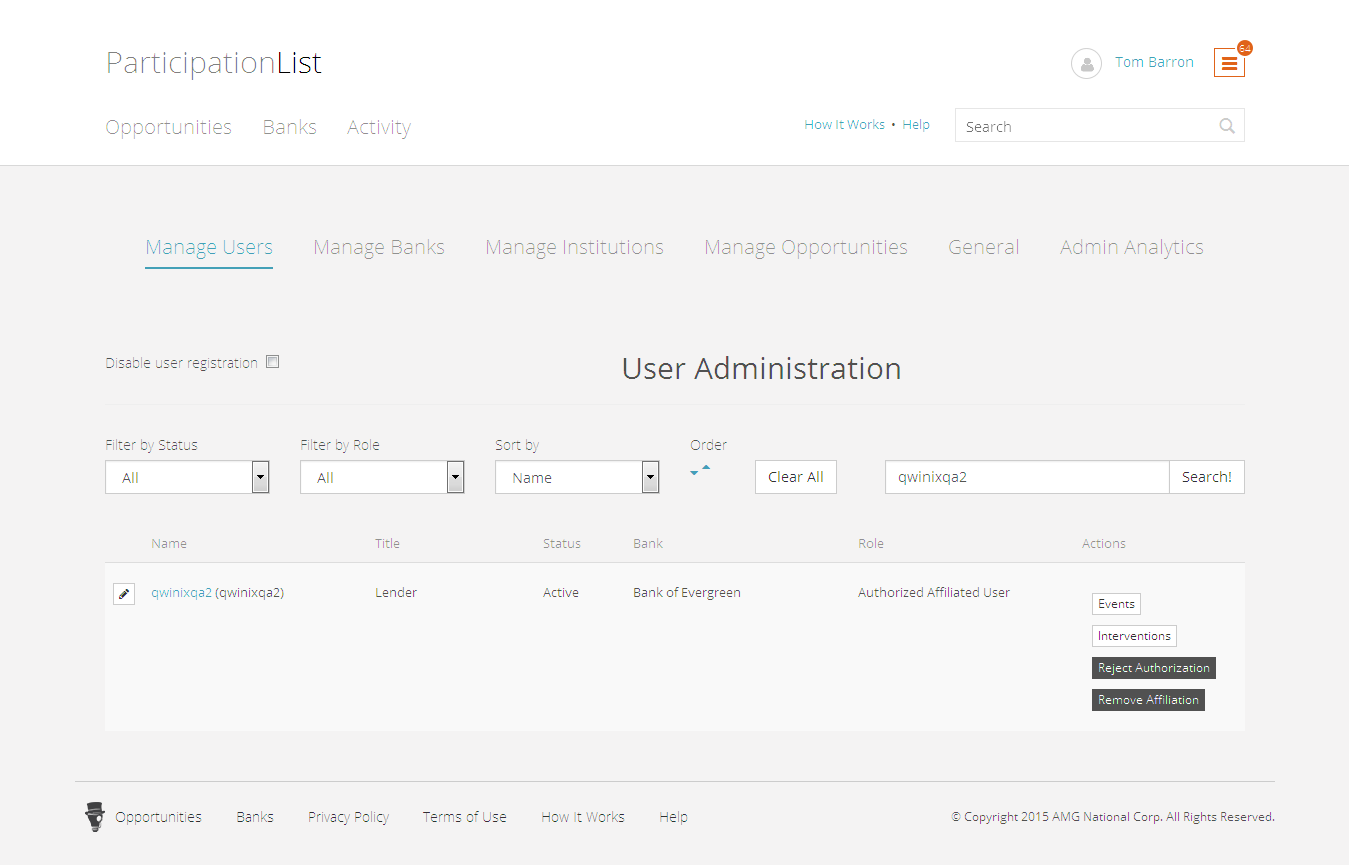 ParticipationList
Tom Barron
64
Opportunities Banks Activity
How It Works • Help
Search
Manage Users Manage Banks Manage Institutions Manage Opportunities General Admin Analytics
Disable user registration
User Administration
Filter by Status Filter by Role Sort by Order
All All Name Clear All qwinixqa2 Search!
Name Title Status Bank Role Actions
qwinixqa2 (qwinixqa2) Lender Active Bank of Evergreen Authorized Affiliated User
Events
Interventions
Reject Authorization
Remove Affiliation
Opportunities Banks Privacy Policy Terms of Use How It Works Help © Copyright 2015 AMG National Corp. All Rights Reserved.